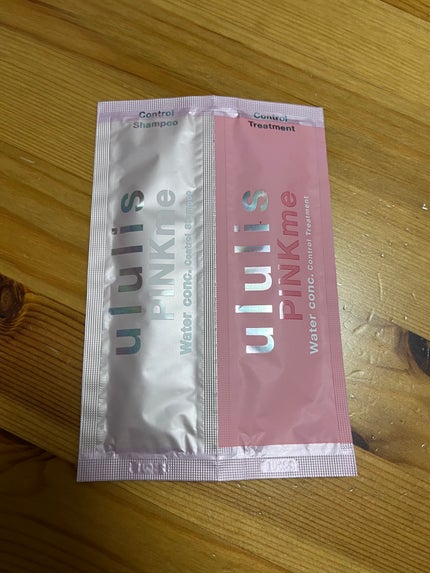 Control
Shampoo
ululis
PiNKme
Water conc. Control Shampoo
Control
Treatment
ululis
PiNKme
Water conc. Control Treatment